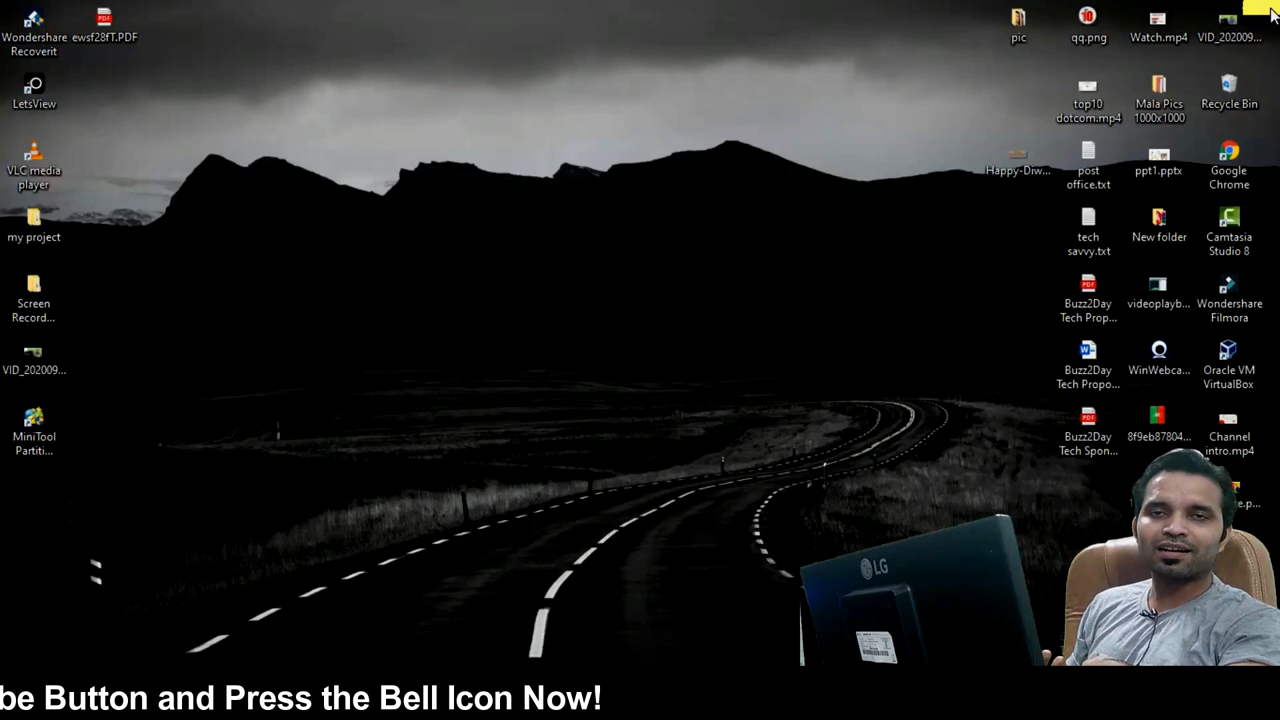 Wondershare
Recoverit
ewsf28fT.PDF
LetsView
VLC media
player
my project
Screen
Record...
VID_202009...
MiniTool
Partiti...
pic
qq.png
Watch.mp4
VID_202009...
top10
dotcom.mp4
Mala Pics
1000x1000
Recycle Bin
Happy-Diw...
post
office.txt
ppt1.pptx
Google
Chrome
tech
savvy.txt
New folder
Camtasia
Studio 8
Buzz2Day
Tech Prop...
videoplayb...
Wondershare
Filmora
Buzz2Day
Tech Propo...
WinWebca...
Oracle VM
VirtualBox
Buzz2Day
Tech Spon...
8f9eb87804...
Channel
intro.mp4
e.p...
LG
be Button and Press the Bell Icon Now!